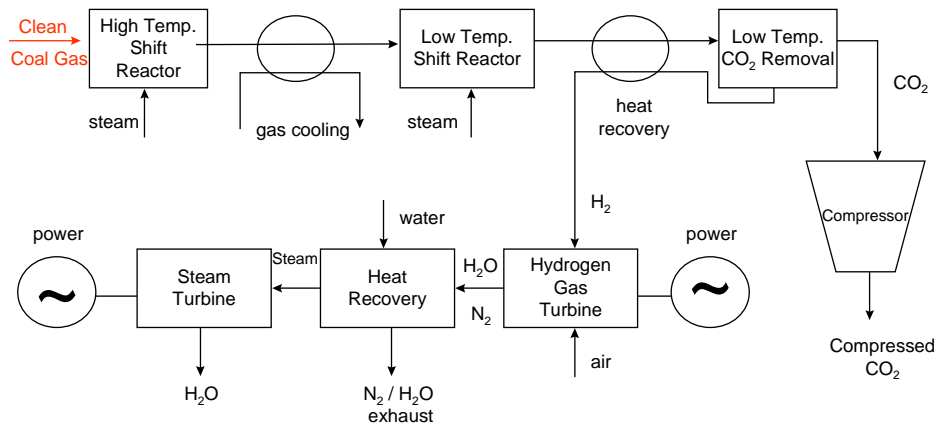 Clean
Coal Gas
High Temp.
Shift
Reactor
steam
gas cooling
Low Temp.
Shift Reactor
steam
heat
recovery
Low Temp.
CO₂ Removal
CO₂
Compressor
Compressed
CO₂
H₂
power
~
Hydrogen
Gas
Turbine
air
H₂O
N₂
water
Heat
Recovery
N₂ / H₂O
exhaust
Steam
Steam
Turbine
H₂O
power
~